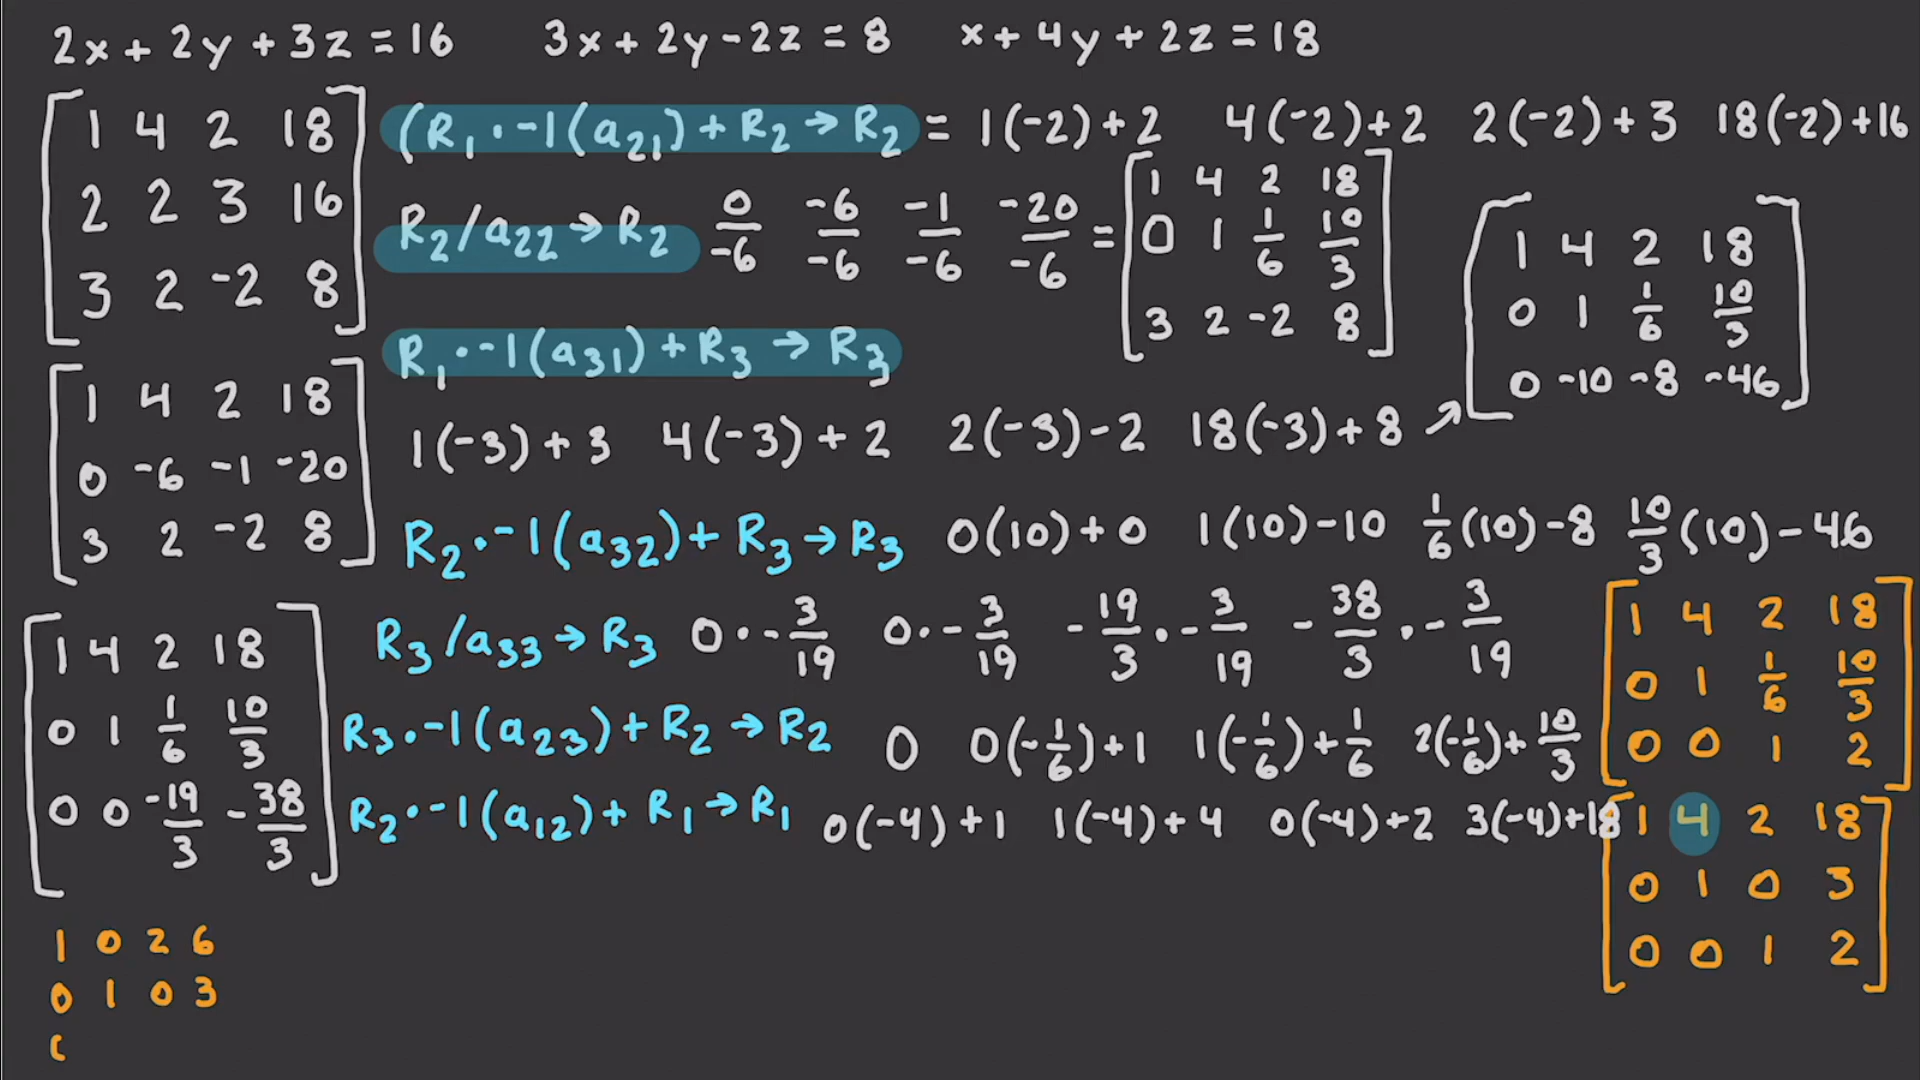 2x + 2y + 3z = 16 3x + 2y - 2z = 8 x + 4y + 2z = 18
1 4 2 18
2 2 3 16
3 2 -2 8
(R₁ · -1(a₂₁) + R₂ → R₂ = 1(-2)+2 4(-2)+2 2(-2)+3 18(-2)+16
R₂/a₂₂ → R₂ 0/-6 -6/-6 -1/-6 -20/-6 =
1 4 2 18
0 1 1/6 10/3
3 2 -2 8
R₁ · -1(a₃₁) + R₃ → R₃
1 4 2 18
0 1 1/6 10/3
0 -10 -8 -46
1 4 2 18
0 -6 -1 -20
3 2 -2 8
1(-3)+3 4(-3)+2 2(-3)-2 18(-3)+8 →
R₂ · -1(a₃₂) + R₃ → R₃ 0(10)+0 1(10)-10 1/6(10)-8 10/3(10)-46
1 4 2 18
0 1 1/6 10/3
0 0 -19/3 -38/3
R₃/a₃₃ → R₃ 0 · -3/19 0 · -3/19 -19/3 · -3/19 -38/3 · -3/19
1 4 2 18
0 1 1/6 10/3
0 0 1 2
R₃ · -1(a₂₃) + R₂ → R₂ 0 0(-1/6)+1 1(-1/6)+1/6 2(-1/6)+10/3
R₂ · -1(a₁₂) + R₁ → R₁ 0(-4)+1 1(-4)+4 0(-4)+2 3(-4)+18
1 4 2 18
0 1 0 3
0 0 1 2
1 0 2 6
0 1 0 3